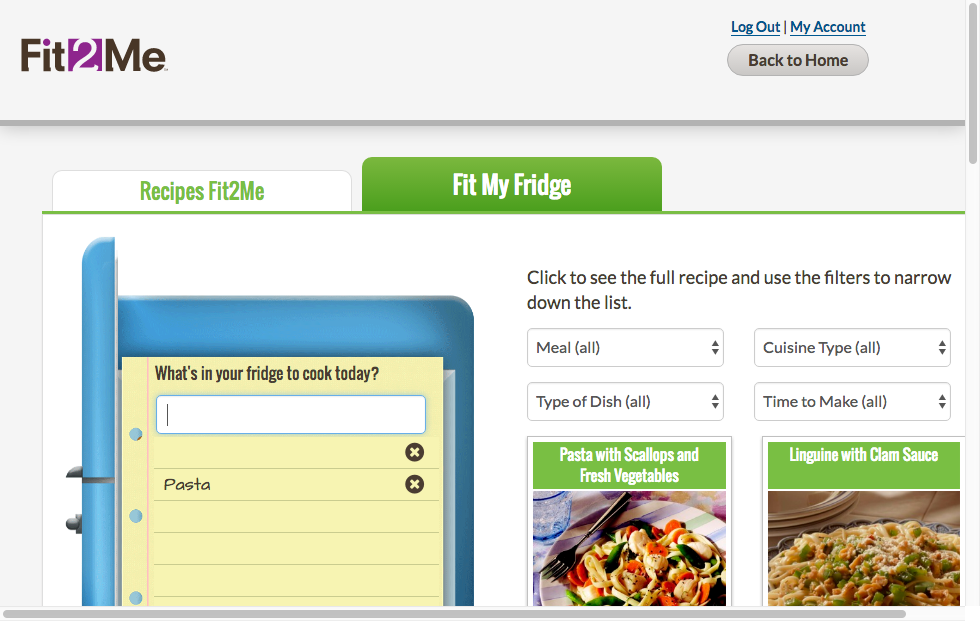 Log Out | My Account
Fit2Me
Back to Home
Recipes Fit2Me
Fit My Fridge
Click to see the full recipe and use the filters to narrow
down the list.
What's in your fridge to cook today?
Meal (all)
Cuisine Type (all)
Type of Dish (all)
Time to Make (all)
Pasta
Pasta with Scallops and
Fresh Vegetables
Linguine with Clam Sauce